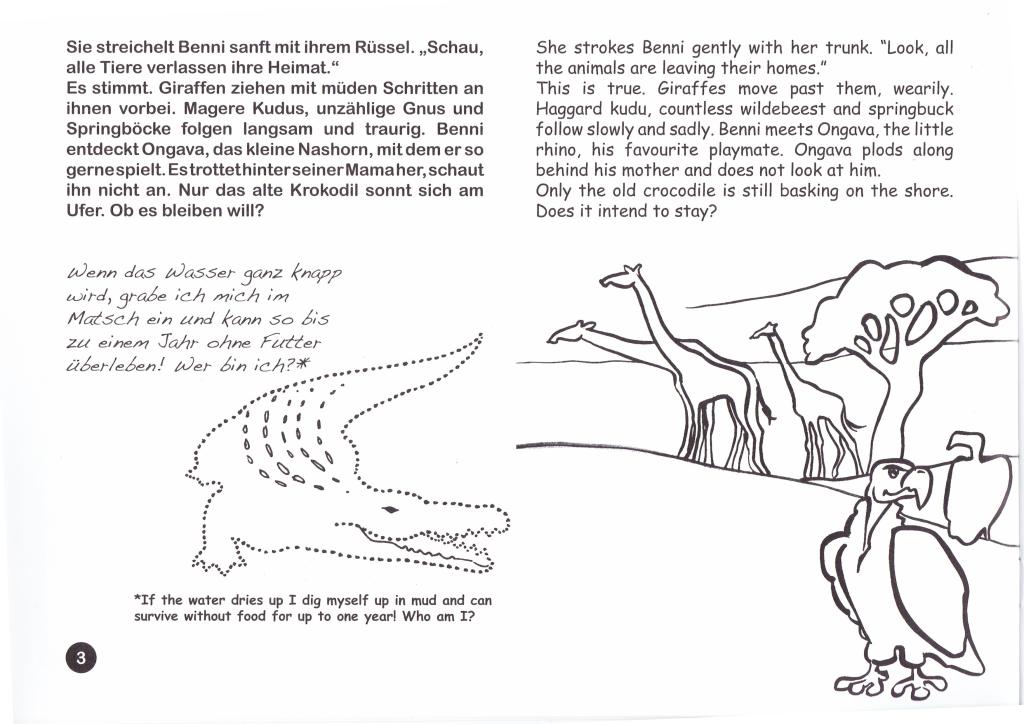 Sie streichelt Benni sanft mit ihrem Rüssel. „Schau,
alle Tiere verlassen ihre Heimat.“
Es stimmt. Giraffen ziehen mit müden Schritten an
ihnen vorbei. Magere Kudus, unzählige Gnus und
Springböcke folgen langsam und traurig. Benni
entdeckt Ongava, das kleine Nashorn, mit dem er so
gerne spielt. Es trottet hinter seiner Mama her, schaut
ihn nicht an. Nur das alte Krokodil sonnt sich am
Ufer. Ob es bleiben will?
Wenn das Wasser ganz knapp
wird, grabe ich mich im
Matsch ein und kann so bis
zu einem Jahr ohne Futter
überleben! Wer bin ich?*
*If the water dries up I dig myself up in mud and can
survive without food for up to one year! Who am I?
3
She strokes Benni gently with her trunk. “Look, all
the animals are leaving their homes.”
This is true. Giraffes move past them, wearily.
Haggard kudu, countless wildebeest and springbuck
follow slowly and sadly. Benni meets Ongava, the little
rhino, his favourite playmate. Ongava plods along
behind his mother and does not look at him.
Only the old crocodile is still basking on the shore.
Does it intend to stay?